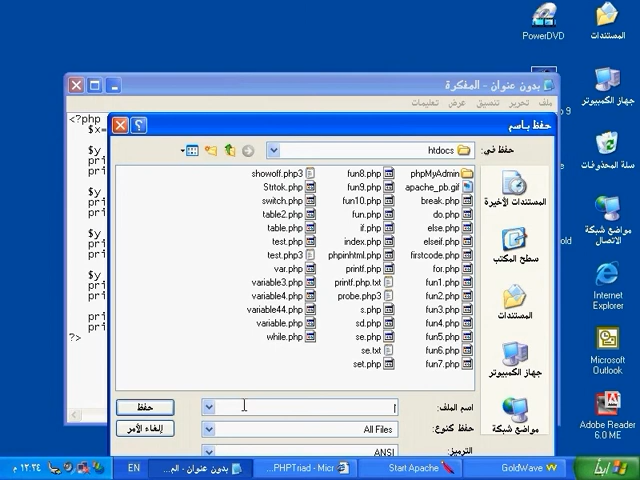 PowerDVD
المستندات
جهاز الكمبيوتر
سلة المحذوفات
مواضع شبكة
الاتصال
Internet
Explorer
Microsoft
Outlook
Adobe Reader
6.0 ME
بدون عنوان - المفكرة
ملف تحرير تنسيق عرض تعليمات
<?php
$x=
$y
pri
$y
pri
$y
pri
$y
pri
pri
pri
?>
حفظ باسم
حفظ في:
htdocs
المستندات الأخيرة
سطح المكتب
المستندات
جهاز الكمبيوتر
مواضع شبكة
phpMyAdmin
apache_pb.gif
break.php
do.php
else.php
elseif.php
firstcode.php
for.php
fun1.php
fun2.php
fun3.php
fun4.php
fun5.php
fun6.php
fun7.php
fun8.php
fun9.php
fun10.php
fun.php
if.php
index.php
phpinhtml.php
printf.php
printf.php.txt
probe.php3
s.php
sd.php
se.php
se.txt
set.php
showoff.php3
Strtok.php
switch.php
table2.php
table.php
test.php
test.php3
var.php
variable3.php
variable4.php
variable44.php
variable.php
while.php
اسم الملف:
حفظ
حفظ كنوع:
All Files
إلغاء الأمر
الترميز:
ANSI
ابدأ
GoldWave
Start Apache
PHPTriad - Micr...
بدون عنوان - الم...
EN
١٢:٣٤ م